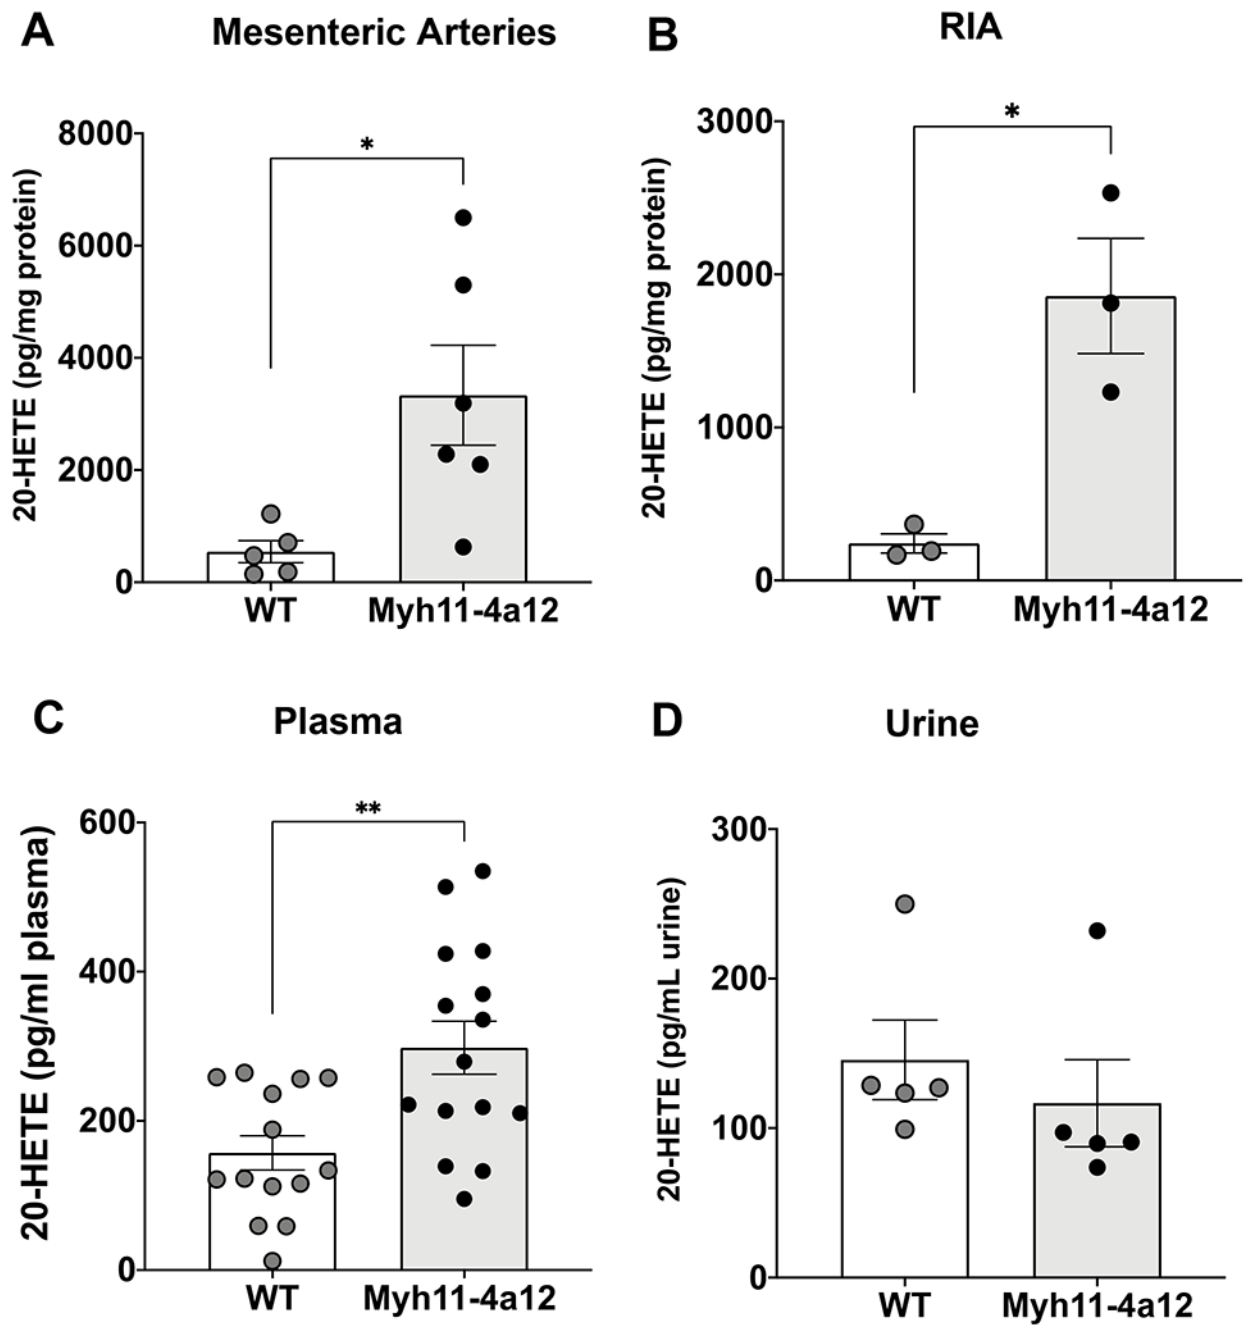 A
Mesenteric Arteries
20-HETE (pg/mg protein)
8000
6000
4000
2000
0
*
WT
Myh11-4a12
B
RIA
20-HETE (pg/mg protein)
3000
2000
1000
0
*
WT
Myh11-4a12
C
Plasma
20-HETE (pg/ml plasma)
600
400
200
0
**
WT
Myh11-4a12
D
Urine
20-HETE (pg/mL urine)
300
200
100
0
WT
Myh11-4a12